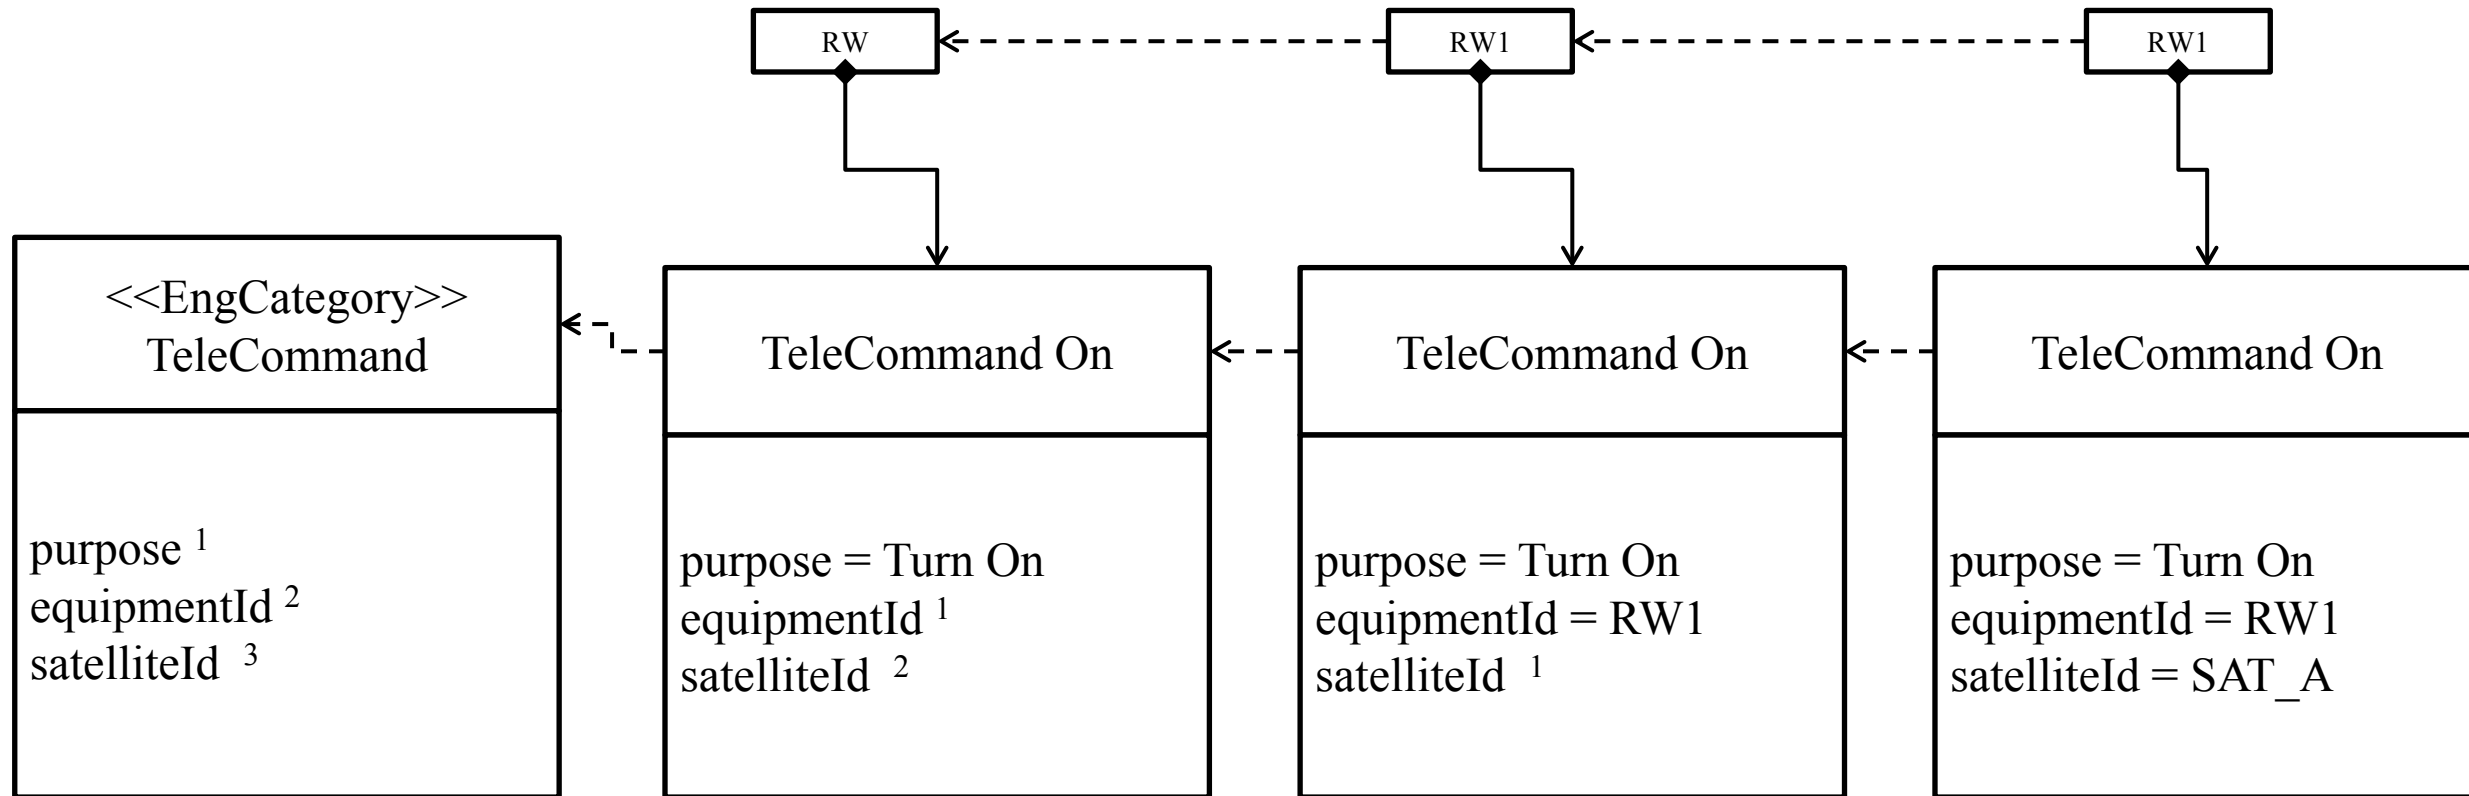 RW
RW1
RW1
<<EngCategory>>
TeleCommand
purpose ¹
equipmentId ²
satelliteId ³
TeleCommand On
purpose = Turn On
equipmentId ¹
satelliteId ²
TeleCommand On
purpose = Turn On
equipmentId = RW1
satelliteId ¹
TeleCommand On
purpose = Turn On
equipmentId = RW1
satelliteId = SAT_A